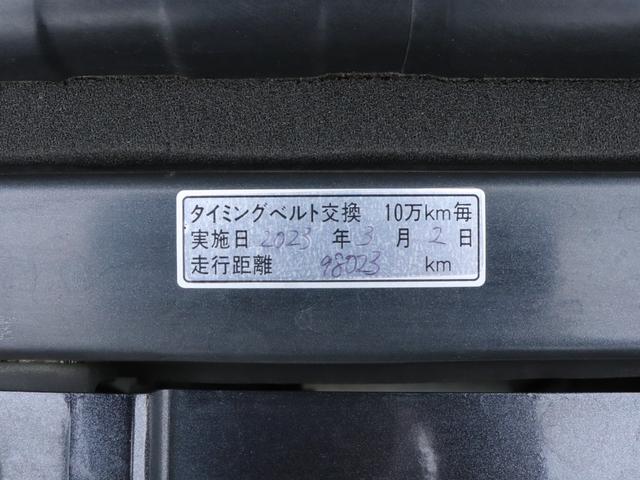 タイミングベルト交換 10万km毎
実施日 2023 年 3 月 2 日
走行距離 98023 km